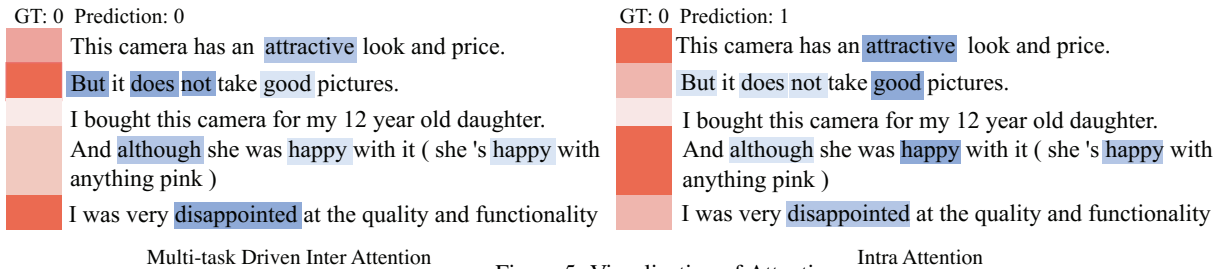 GT: 0 Prediction: 0
This camera has an attractive look and price.
But it does not take good pictures.
I bought this camera for my 12 year old daughter.
And although she was happy with it ( she 's happy with
anything pink )
I was very disappointed at the quality and functionality
Multi-task Driven Inter Attention
GT: 0 Prediction: 1
This camera has an attractive look and price.
But it does not take good pictures.
I bought this camera for my 12 year old daughter.
And although she was happy with it ( she 's happy with
anything pink )
I was very disappointed at the quality and functionality
Intra Attention